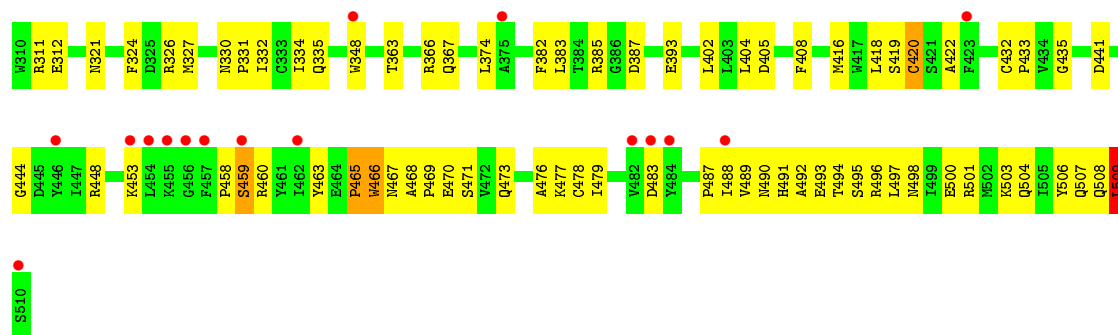 W310 R311 E312 N321 F324 D325 R326 M327 N330 P331 I332 C333 I334 Q335 W348 T363 R366 Q367 L374 A375 F382 L383 T384 R385 G386 D387 E393 L402 L403 L404 D405 F408 M416 W417 L418 S419 C420 S421 A422 F423 C432 P433 V434 G435 D441
G444 D445 Y446 I447 R448 K453 L454 K455 G456 F457 P458 S459 R460 Y461 I462 Y463 E464 P465 W466 N467 A468 P469 E470 S471 V472 Q473 A476 K477 C478 I479 V482 D483 Y484 P487 I488 V489 N490 H491 A492 E493 T494 S495 R496 L497 N498 I499 E500 R501 M502 K503 Q504 I505 Y506 Q507 Q508 I509
S510